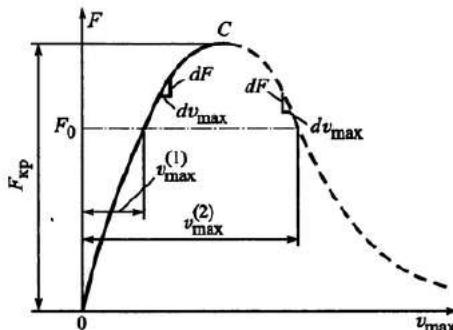 F
C
dF
dF
dv_max
dv_max
F_0
F_кр
v_max^(1)
v_max^(2)
0
v_max